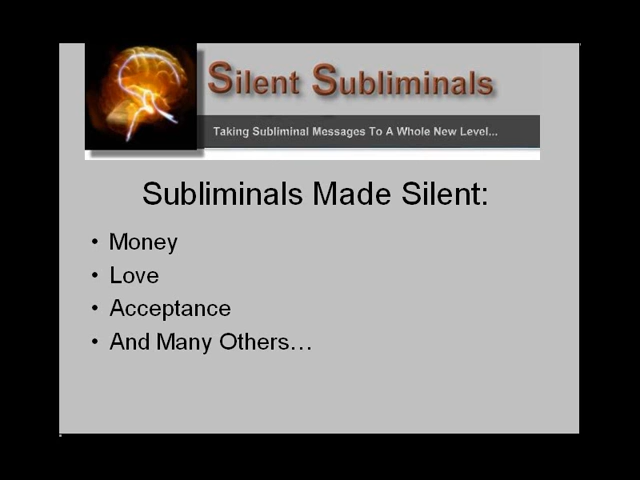 Silent Subliminals
Taking Subliminal Messages To A Whole New Level...
Subliminals Made Silent:
• Money
• Love
• Acceptance
• And Many Others…